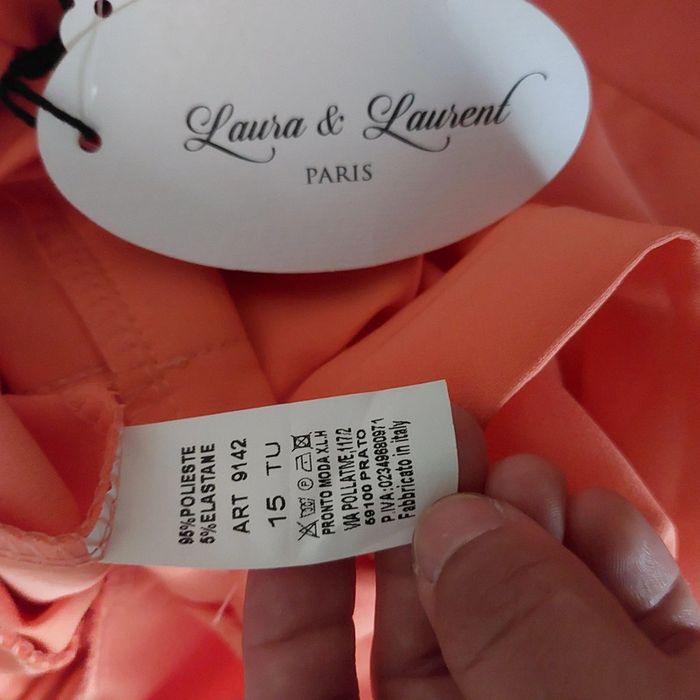 Laura & Laurent
PARIS
95%POLIESTE
5%ELASTANE
ART 9142
15 TU
PRONTO MODA X.L.H
VIA POLLATIVE,117/2
59100 PRATO
P.IVA:02349680971
Fabbricato in italy